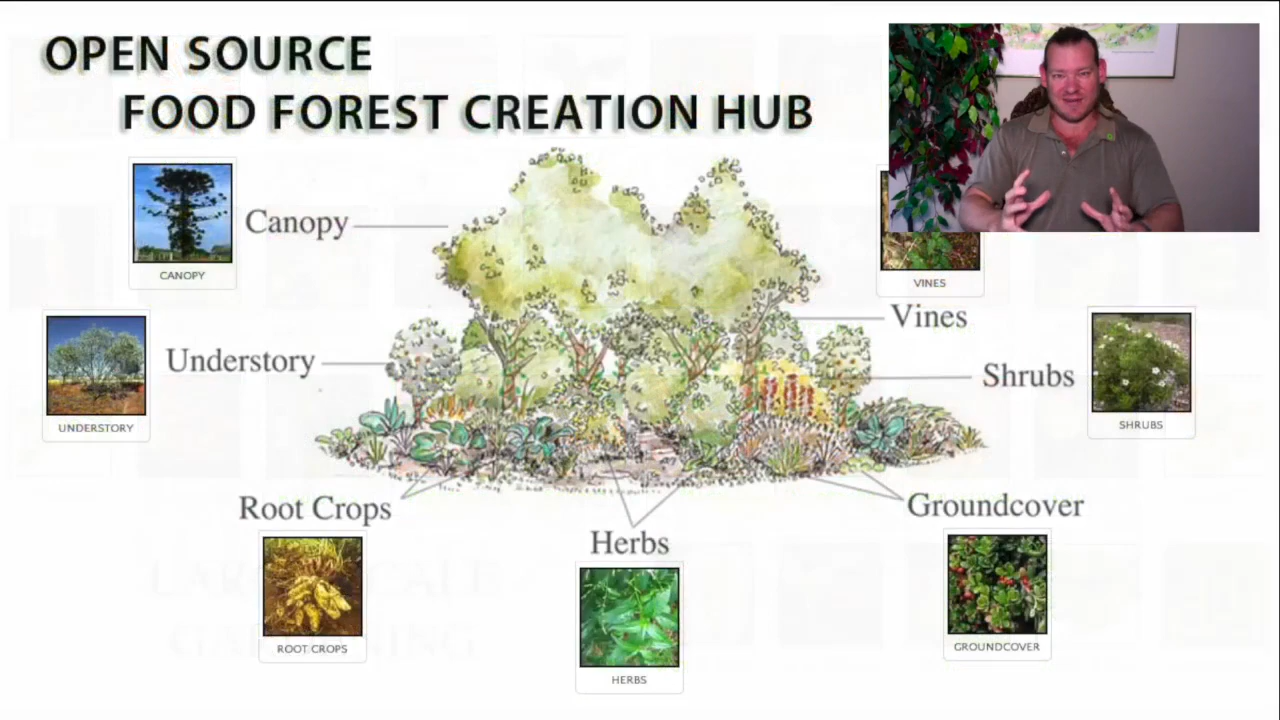 OPEN SOURCE
FOOD FOREST CREATION HUB
CANOPY
Canopy
VINES
Vines
UNDERSTORY
Understory
Shrubs
SHRUBS
Root Crops
ROOT CROPS
Herbs
HERBS
Groundcover
GROUNDCOVER